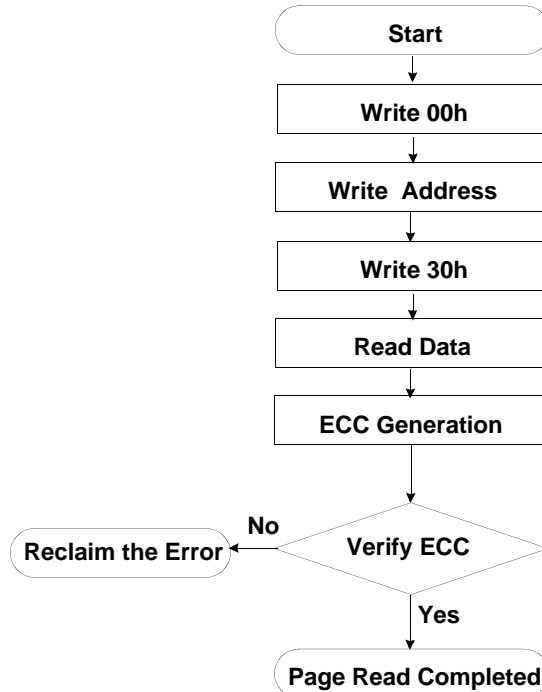 Start
Write 00h
Write Address
Write 30h
Read Data
ECC Generation
No
Reclaim the Error
Verify ECC
Yes
Page Read Completed